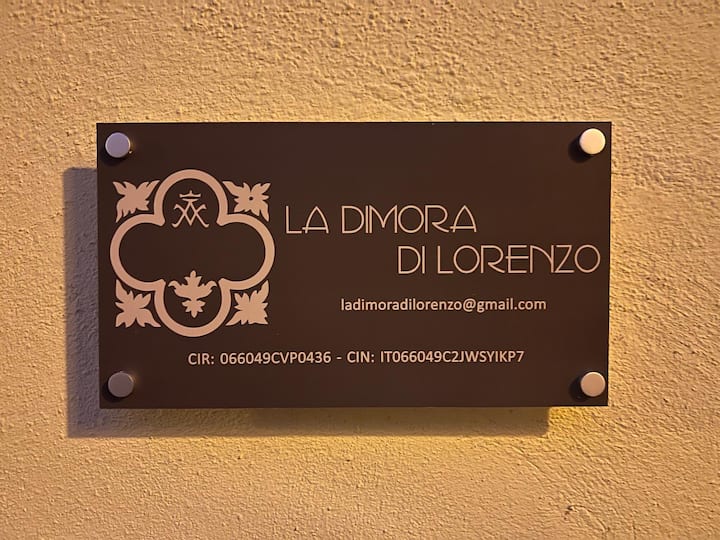 LA DIMORA
DI LORENZO
ladimoradilorenzo@gmail.com
CIR: 066049CVP0436 - CIN: IT066049C2JWSYIKP7